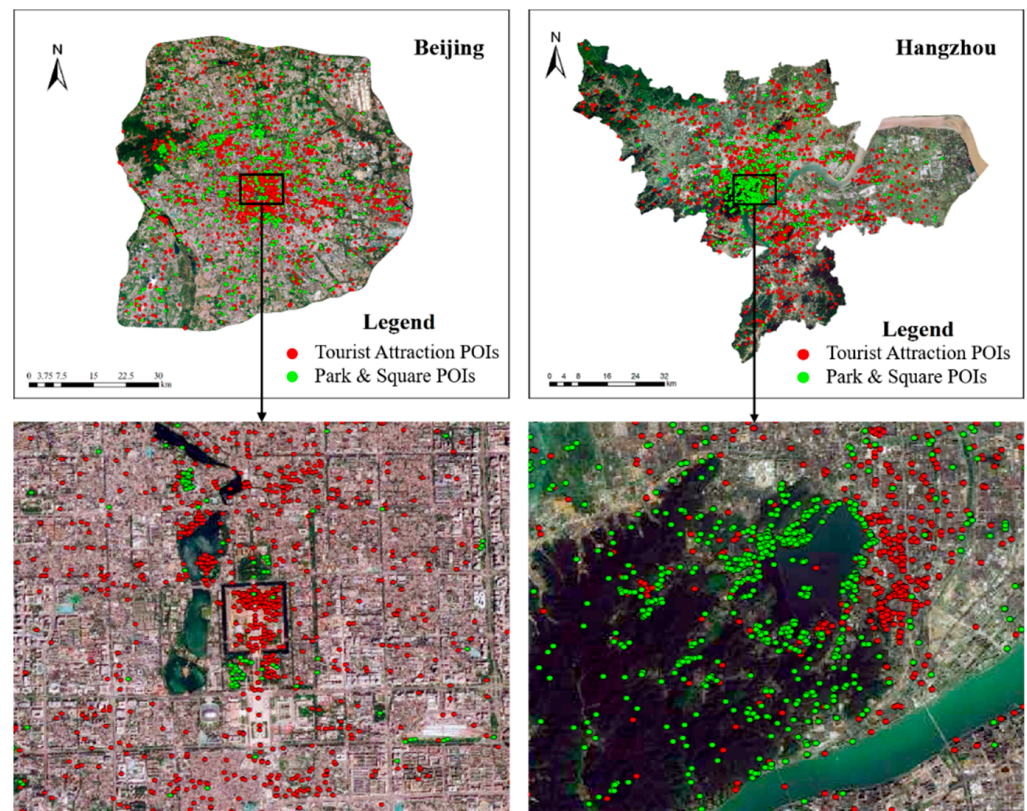 Beijing
N
Legend
Tourist Attraction POIs
Park & Square POIs
0 3.75 7.5 15 22.5 30
km
Hangzhou
N
Legend
Tourist Attraction POIs
Park & Square POIs
0 4 8 16 24 32
km